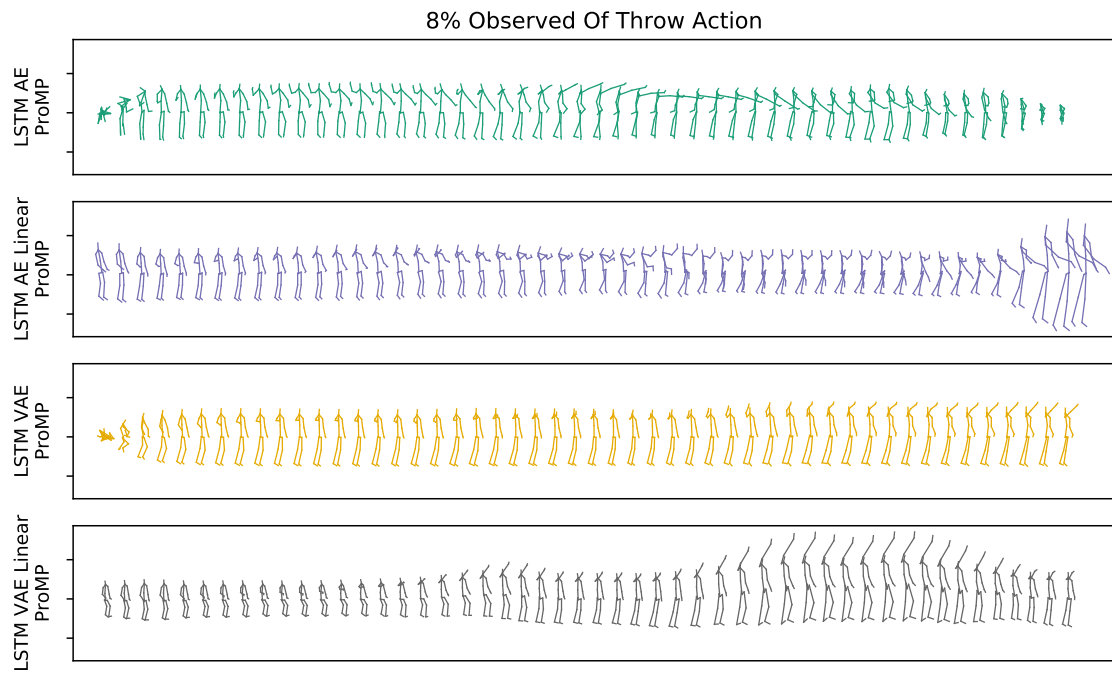 8% Observed Of Throw Action
LSTM AE
ProMP
LSTM AE Linear
ProMP
LSTM VAE
ProMP
LSTM VAE Linear
ProMP